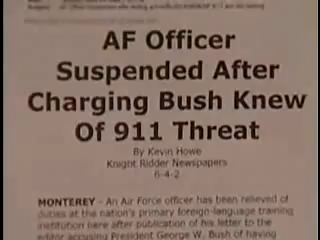 AF Officer
Suspended After
Charging Bush Knew
Of 911 Threat
By Kevin Howe
Knight Ridder Newspapers
6-4-2
MONTEREY - An Air Force officer has been relieved of
duties at the nation's primary foreign-language training
institution here after publication of his letter to the
editor accusing President George W. Bush of having